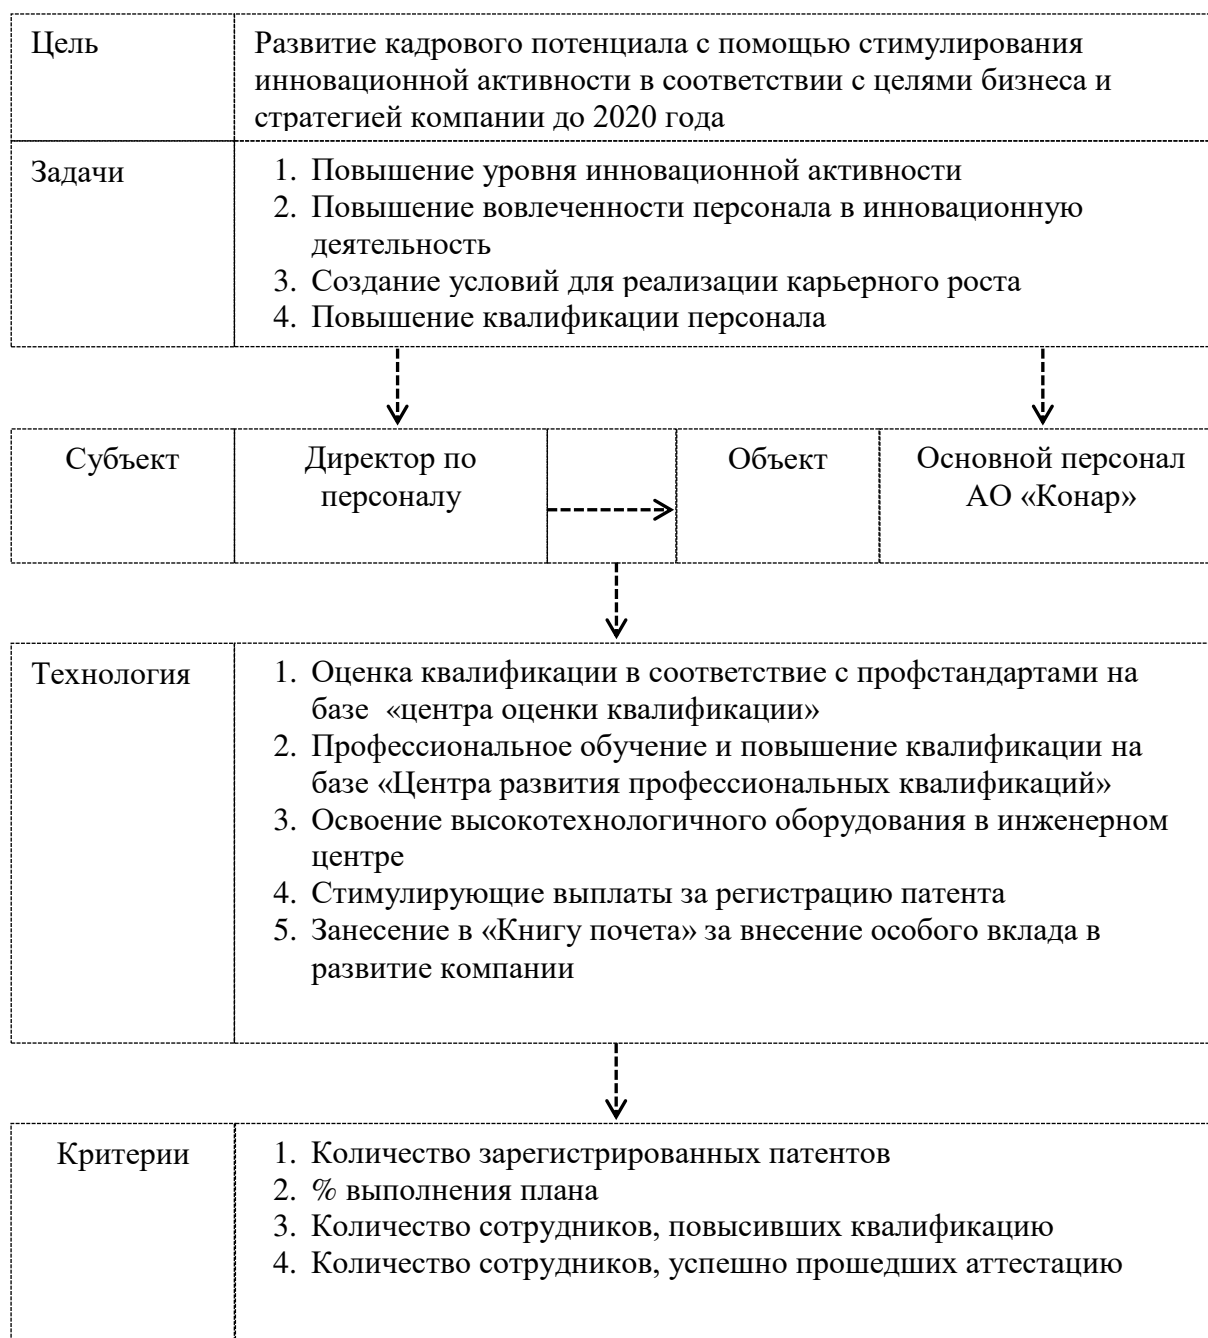 Цель
Развитие кадрового потенциала с помощью стимулирования
инновационной активности в соответствии с целями бизнеса и
стратегией компании до 2020 года
Задачи
1. Повышение уровня инновационной активности
2. Повышение вовлеченности персонала в инновационную
деятельность
3. Создание условий для реализации карьерного роста
4. Повышение квалификации персонала
Субъект
Директор по
персоналу
Объект
Основной персонал
АО «Конар»
Технология
1. Оценка квалификации в соответствие с профстандартами на
базе «центра оценки квалификации»
2. Профессиональное обучение и повышение квалификации на
базе «Центра развития профессиональных квалификаций»
3. Освоение высокотехнологичного оборудования в инженерном
центре
4. Стимулирующие выплаты за регистрацию патента
5. Занесение в «Книгу почета» за внесение особого вклада в
развитие компании
Критерии
1. Количество зарегистрированных патентов
2. % выполнения плана
3. Количество сотрудников, повысивших квалификацию
4. Количество сотрудников, успешно прошедших аттестацию